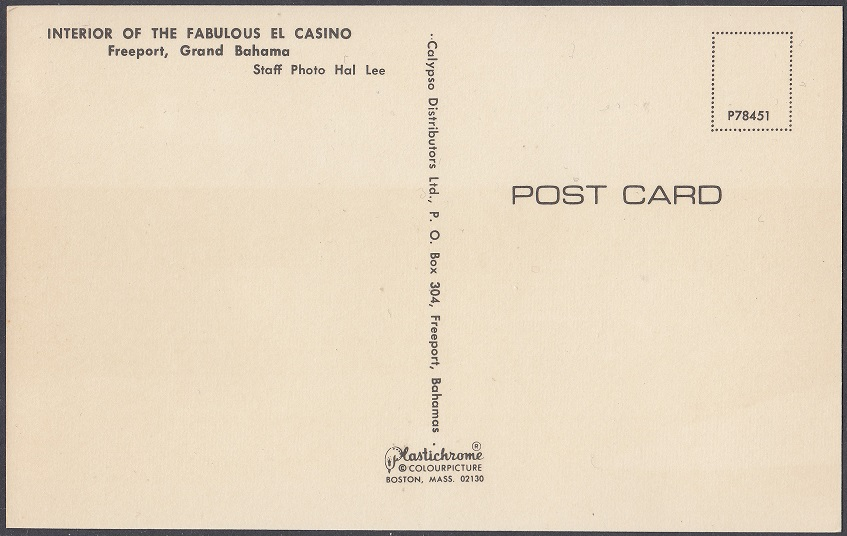 INTERIOR OF THE FABULOUS EL CASINO
Freeport, Grand Bahama
Staff Photo Hal Lee
Calypso Distributors Ltd., P. O. Box 304, Freeport, Bahamas
P78451
POST CARD
Plastichrome ®
© COLOURPICTURE
BOSTON, MASS. 02130